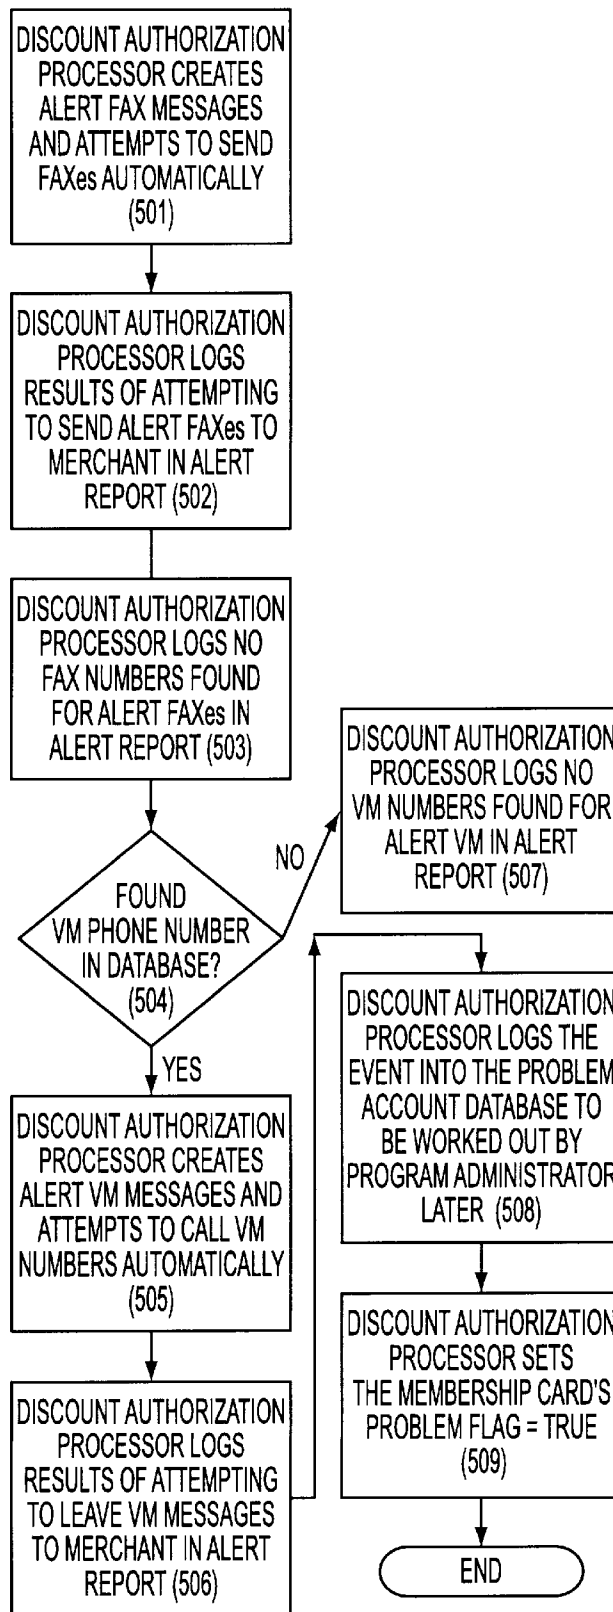 DISCOUNT AUTHORIZATION
PROCESSOR CREATES
ALERT FAX MESSAGES
AND ATTEMPTS TO SEND
FAXes AUTOMATICALLY
(501)
DISCOUNT AUTHORIZATION
PROCESSOR LOGS
RESULTS OF ATTEMPTING
TO SEND ALERT FAXes TO
MERCHANT IN ALERT
REPORT (502)
DISCOUNT AUTHORIZATION
PROCESSOR LOGS NO
FAX NUMBERS FOUND
FOR ALERT FAXes IN
ALERT REPORT (503)
FOUND
VM PHONE NUMBER
IN DATABASE?
(504)
NO
YES
DISCOUNT AUTHORIZATION
PROCESSOR CREATES
ALERT VM MESSAGES AND
ATTEMPTS TO CALL VM
NUMBERS AUTOMATICALLY
(505)
DISCOUNT AUTHORIZATION
PROCESSOR LOGS
RESULTS OF ATTEMPTING
TO LEAVE VM MESSAGES
TO MERCHANT IN ALERT
REPORT (506)
DISCOUNT AUTHORIZATION
PROCESSOR LOGS NO
VM NUMBERS FOUND FOR
ALERT VM IN ALERT
REPORT (507)
DISCOUNT AUTHORIZATION
PROCESSOR LOGS THE
EVENT INTO THE PROBLEM
ACCOUNT DATABASE TO
BE WORKED OUT BY
PROGRAM ADMINISTRATOR
LATER (508)
DISCOUNT AUTHORIZATION
PROCESSOR SETS
THE MEMBERSHIP CARD'S
PROBLEM FLAG = TRUE
(509)
END